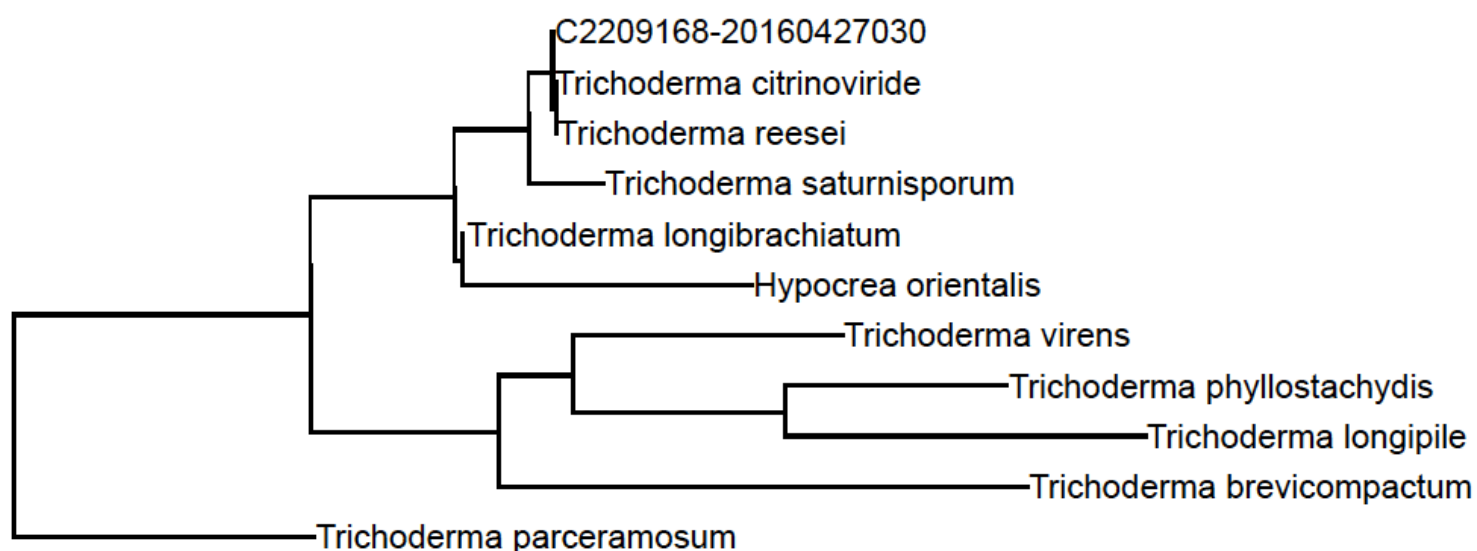 C2209168-20160427030
Trichoderma citrinoviride
Trichoderma reesei
Trichoderma saturnisporum
Trichoderma longibrachiatum
Hypocrea orientalis
Trichoderma virens
Trichoderma phyllostachydis
Trichoderma longipile
Trichoderma brevicompactum
Trichoderma parceramosum